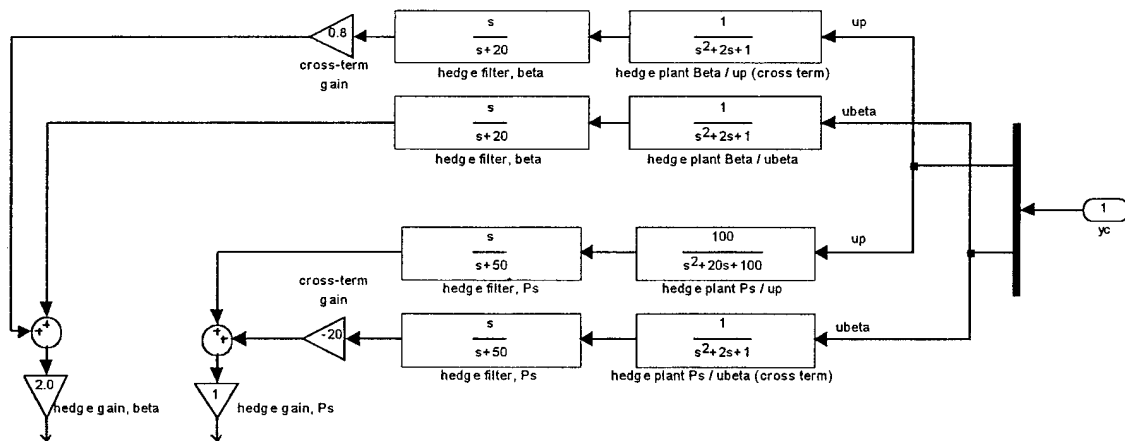 0.8
cross-term
gain
s
s+20
hedge filter, beta
1
s²+2s+1
hedge plant Beta / up (cross term)
up
s
s+20
hedge filter, beta
1
s²+2s+1
hedge plant Beta / ubeta
ubeta
1
yc
s
s+50
hedge filter, Ps
100
s²+20s+100
hedge plant Ps / up
up
cross-term
gain
-20
s
s+50
hedge filter, Ps
1
s²+2s+1
hedge plant Ps / ubeta (cross term)
ubeta
+ +
+ +
2.0
hedge gain, beta
1
hedge gain, Ps